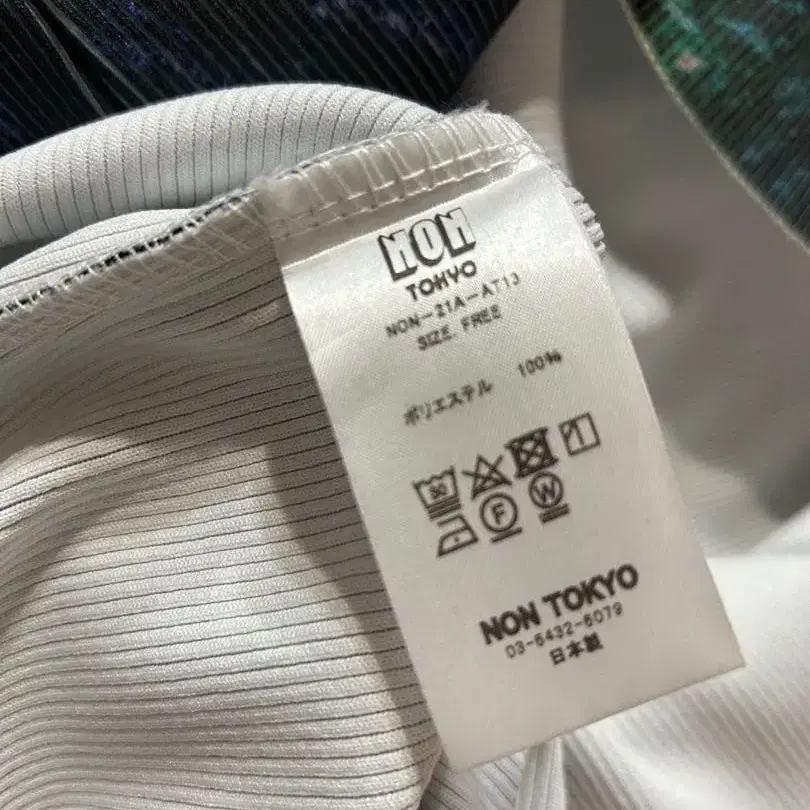 NON
TOKYO
NON-21A-AT13
SIZE. FREE
ポリエステル 100%
F W
NON TOKYO
03-5432-6079
日本製